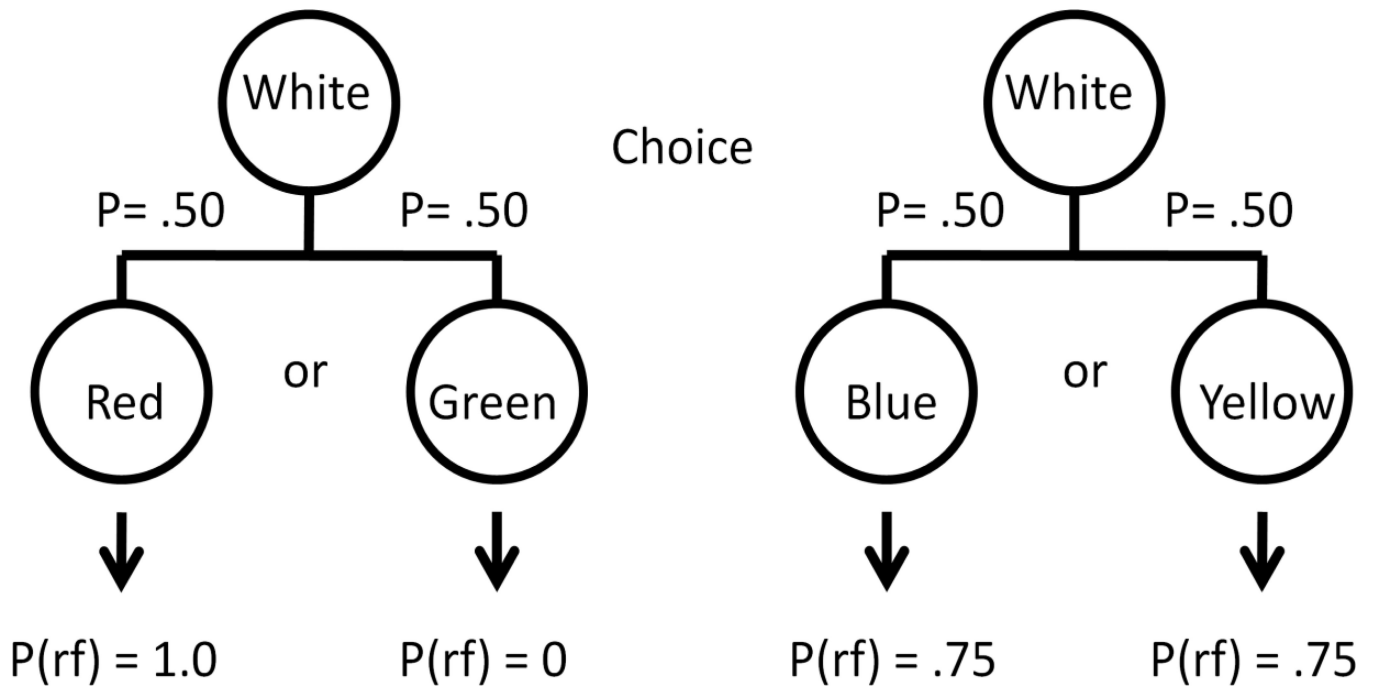 White
White
Choice
P= .50
P= .50
P= .50
P= .50
Red
or
Green
Blue
or
Yellow
P(rf) = 1.0
P(rf) = 0
P(rf) = .75
P(rf) = .75